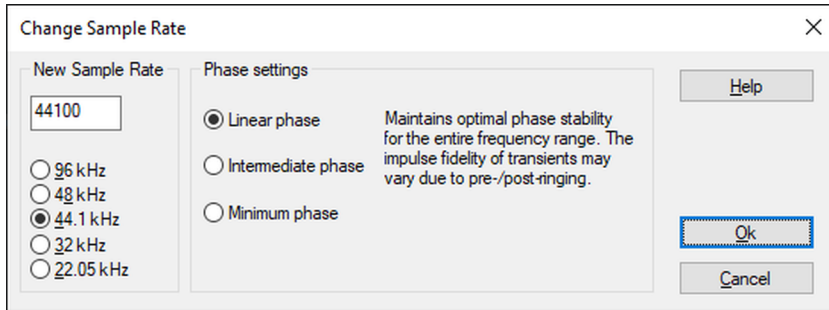 Change Sample Rate
New Sample Rate
44100
96 kHz
48 kHz
44.1 kHz
32 kHz
22.05 kHz
Phase settings
Linear phase
Intermediate phase
Minimum phase
Maintains optimal phase stability
for the entire frequency range. The
impulse fidelity of transients may
vary due to pre-/post-ringing.
Help
Ok
Cancel